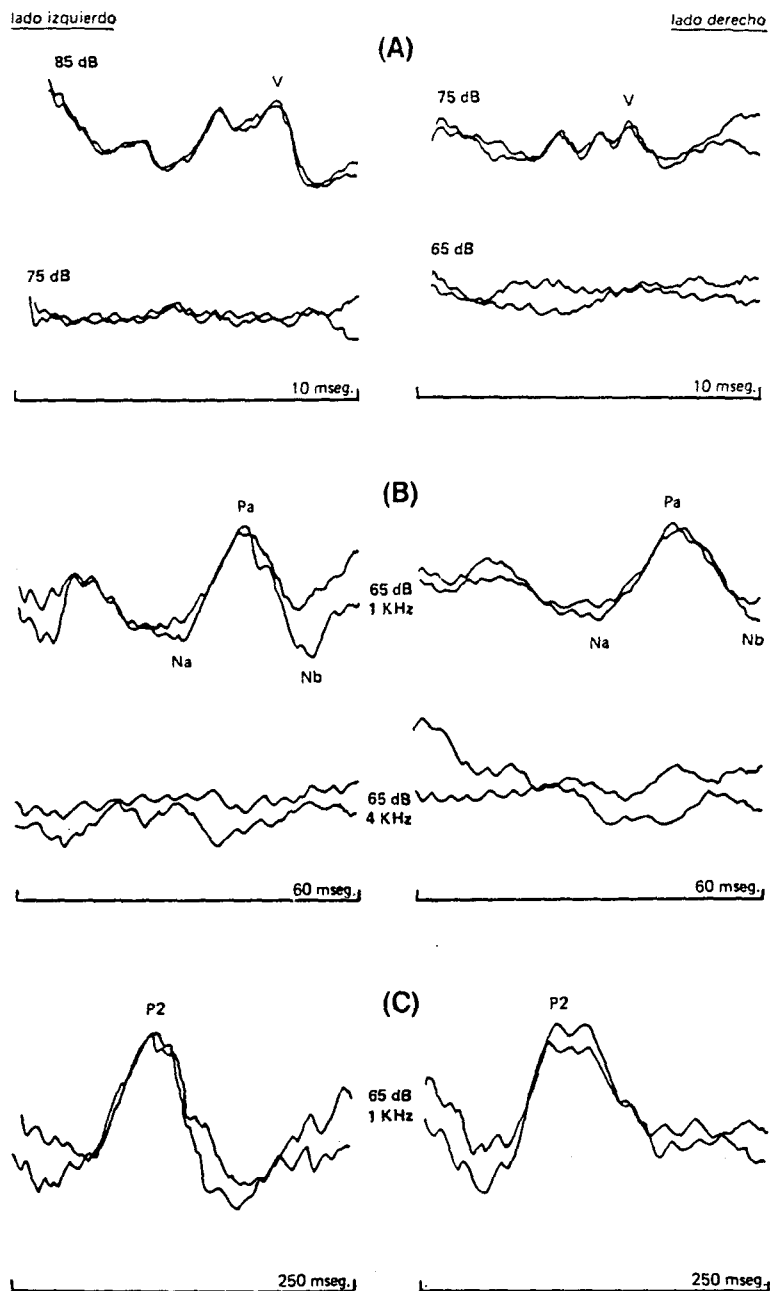 lado izquierdo
lado derecho
(A)
85 dB
V
75 dB
V
75 dB
65 dB
10 mseg.
10 mseg.
(B)
Pa
Pa
65 dB
1 KHz
Na
Nb
Na
Nb
65 dB
4 KHz
60 mseg.
60 mseg.
(C)
P2
P2
65 dB
1 KHz
250 mseg.
250 mseg.